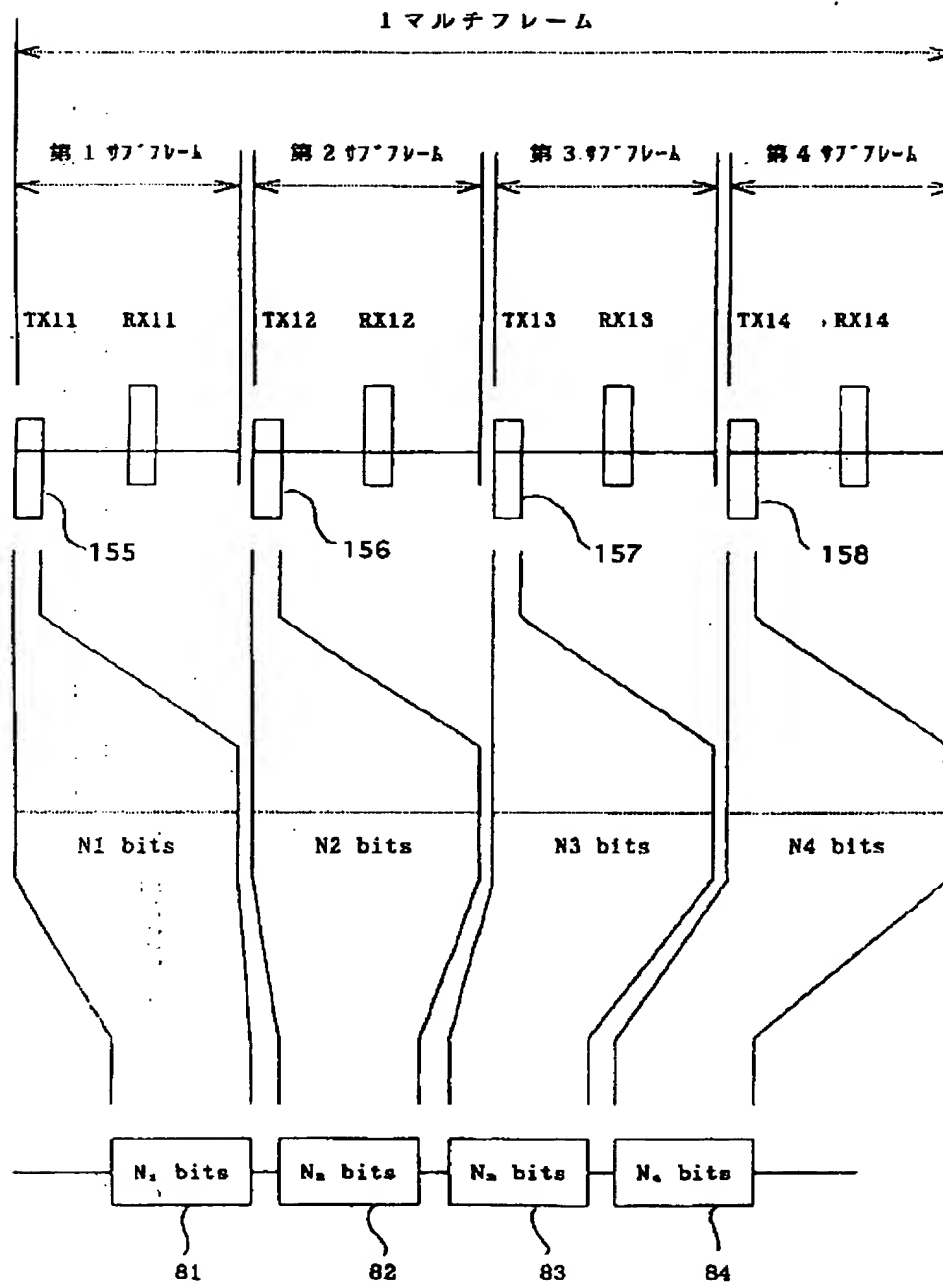 1 マルチフレーム
第1サブフレーム 第2サブフレーム 第3サブフレーム 第4サブフレーム
TX11 RX11 TX12 RX12 TX13 RX13 TX14 RX14
155 156 157 158
N1 bits N2 bits N3 bits N4 bits
N₁ bits N₂ bits N₃ bits N₄ bits
81 82 83 84